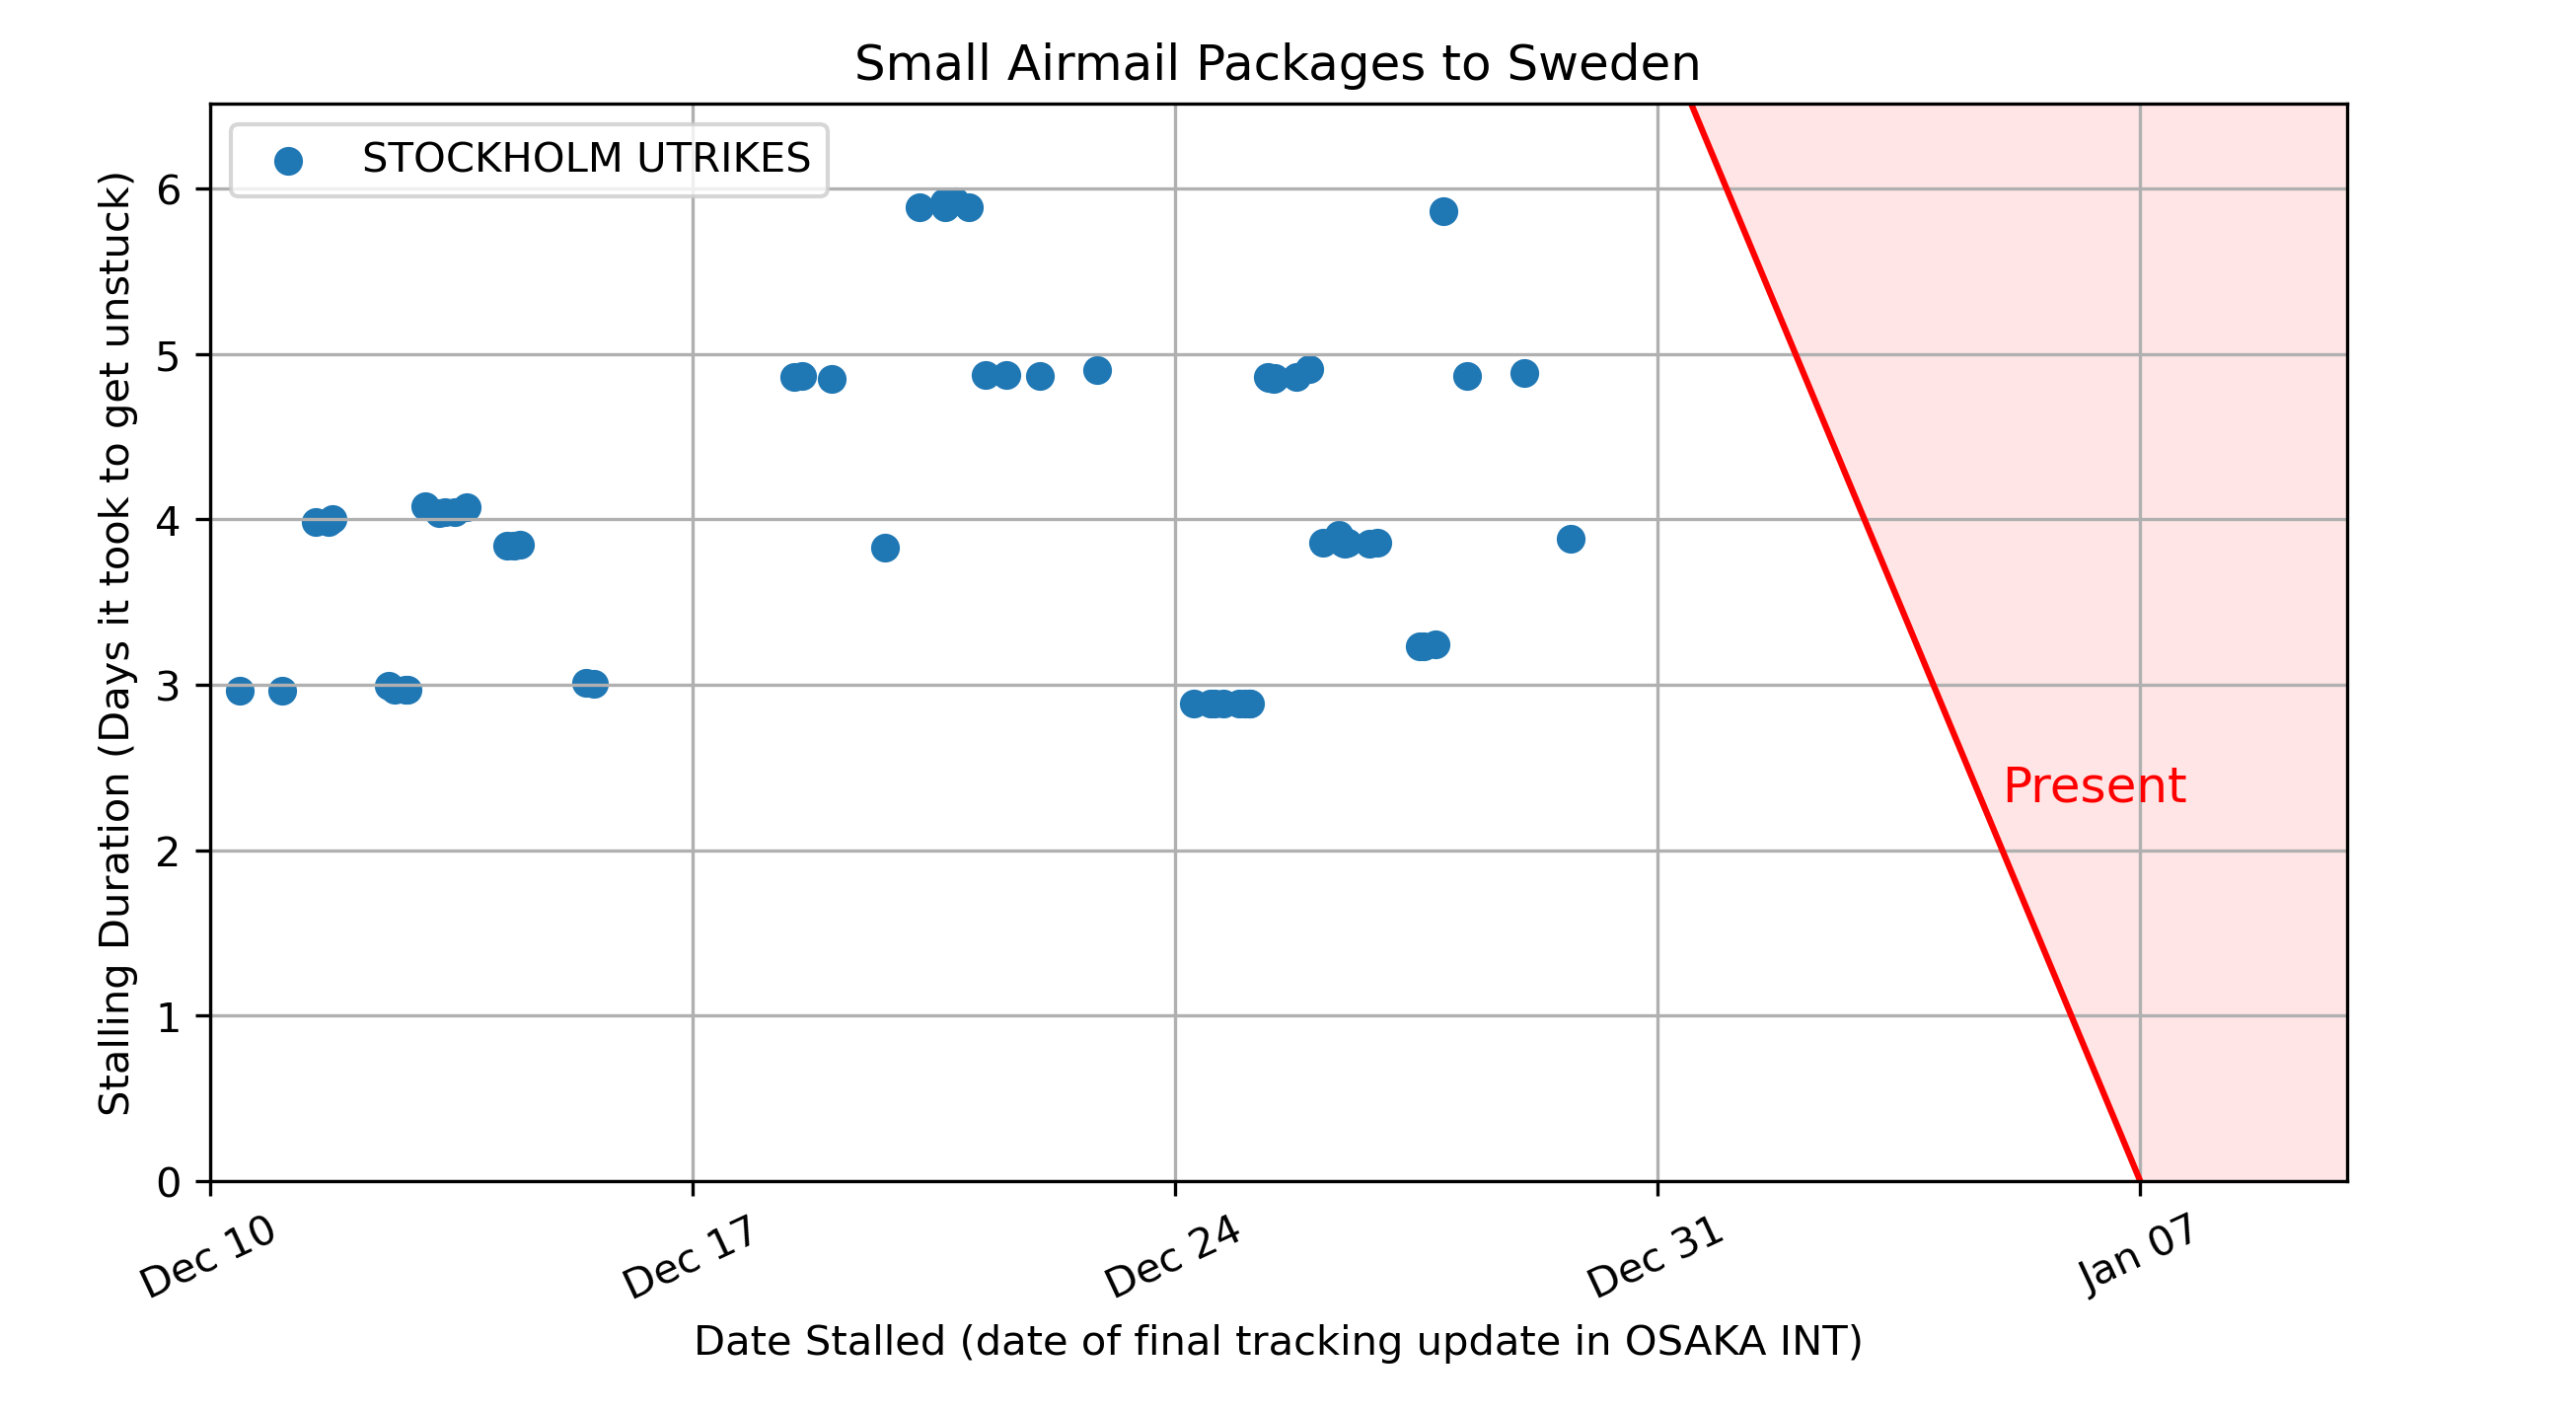 Small Airmail Packages to Sweden
STOCKHOLM UTRIKES
Stalling Duration (Days it took to get unstuck)
6
5
4
3
2
1
0
Present
Dec 10
Dec 17
Dec 24
Dec 31
Jan 07
Date Stalled (date of final tracking update in OSAKA INT)